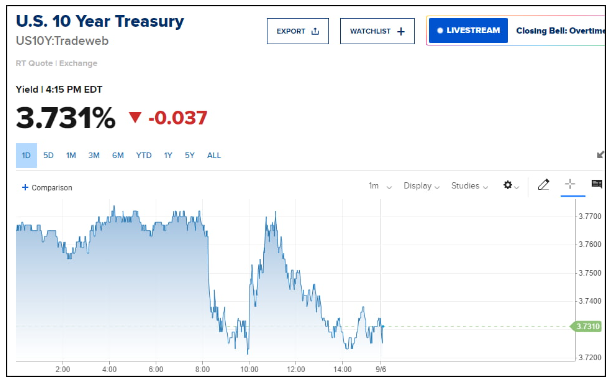 U.S. 10 Year Treasury
US10Y:Tradeweb
EXPORT
WATCHLIST +
LIVESTREAM
Closing Bell: Overtime
RT Quote | Exchange
Yield | 4:15 PM EDT
3.731% ▼ -0.037
1D 5D 1M 3M 6M YTD 1Y 5Y ALL
+ Comparison
1m Display Studies
3.7700
3.7600
3.7500
3.7400
3.7310
3.7200
2:00 4:00 6:00 8:00 10:00 12:00 14:00 9/6